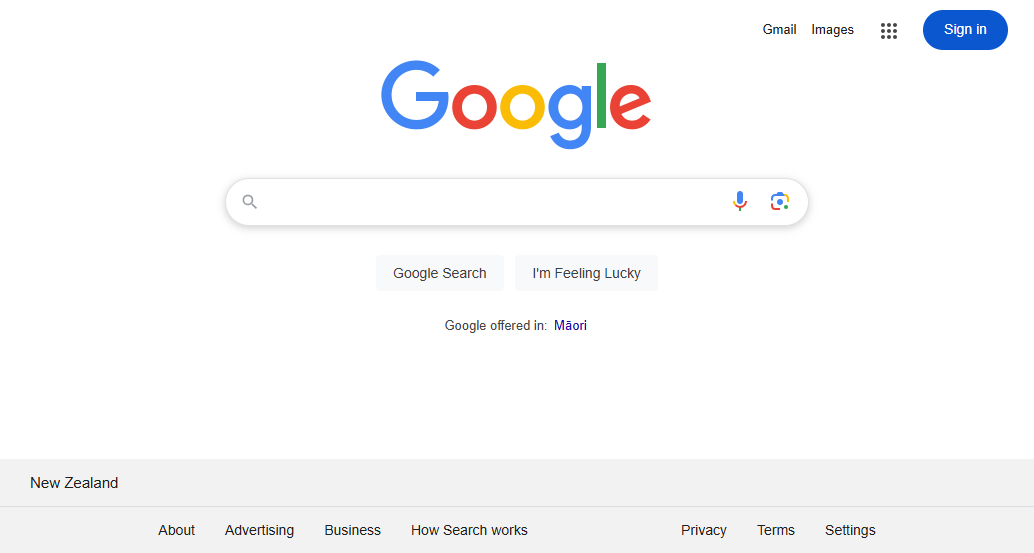 Gmail Images Sign in
Google
Google Search I'm Feeling Lucky
Google offered in: Māori
New Zealand
About Advertising Business How Search works Privacy Terms Settings